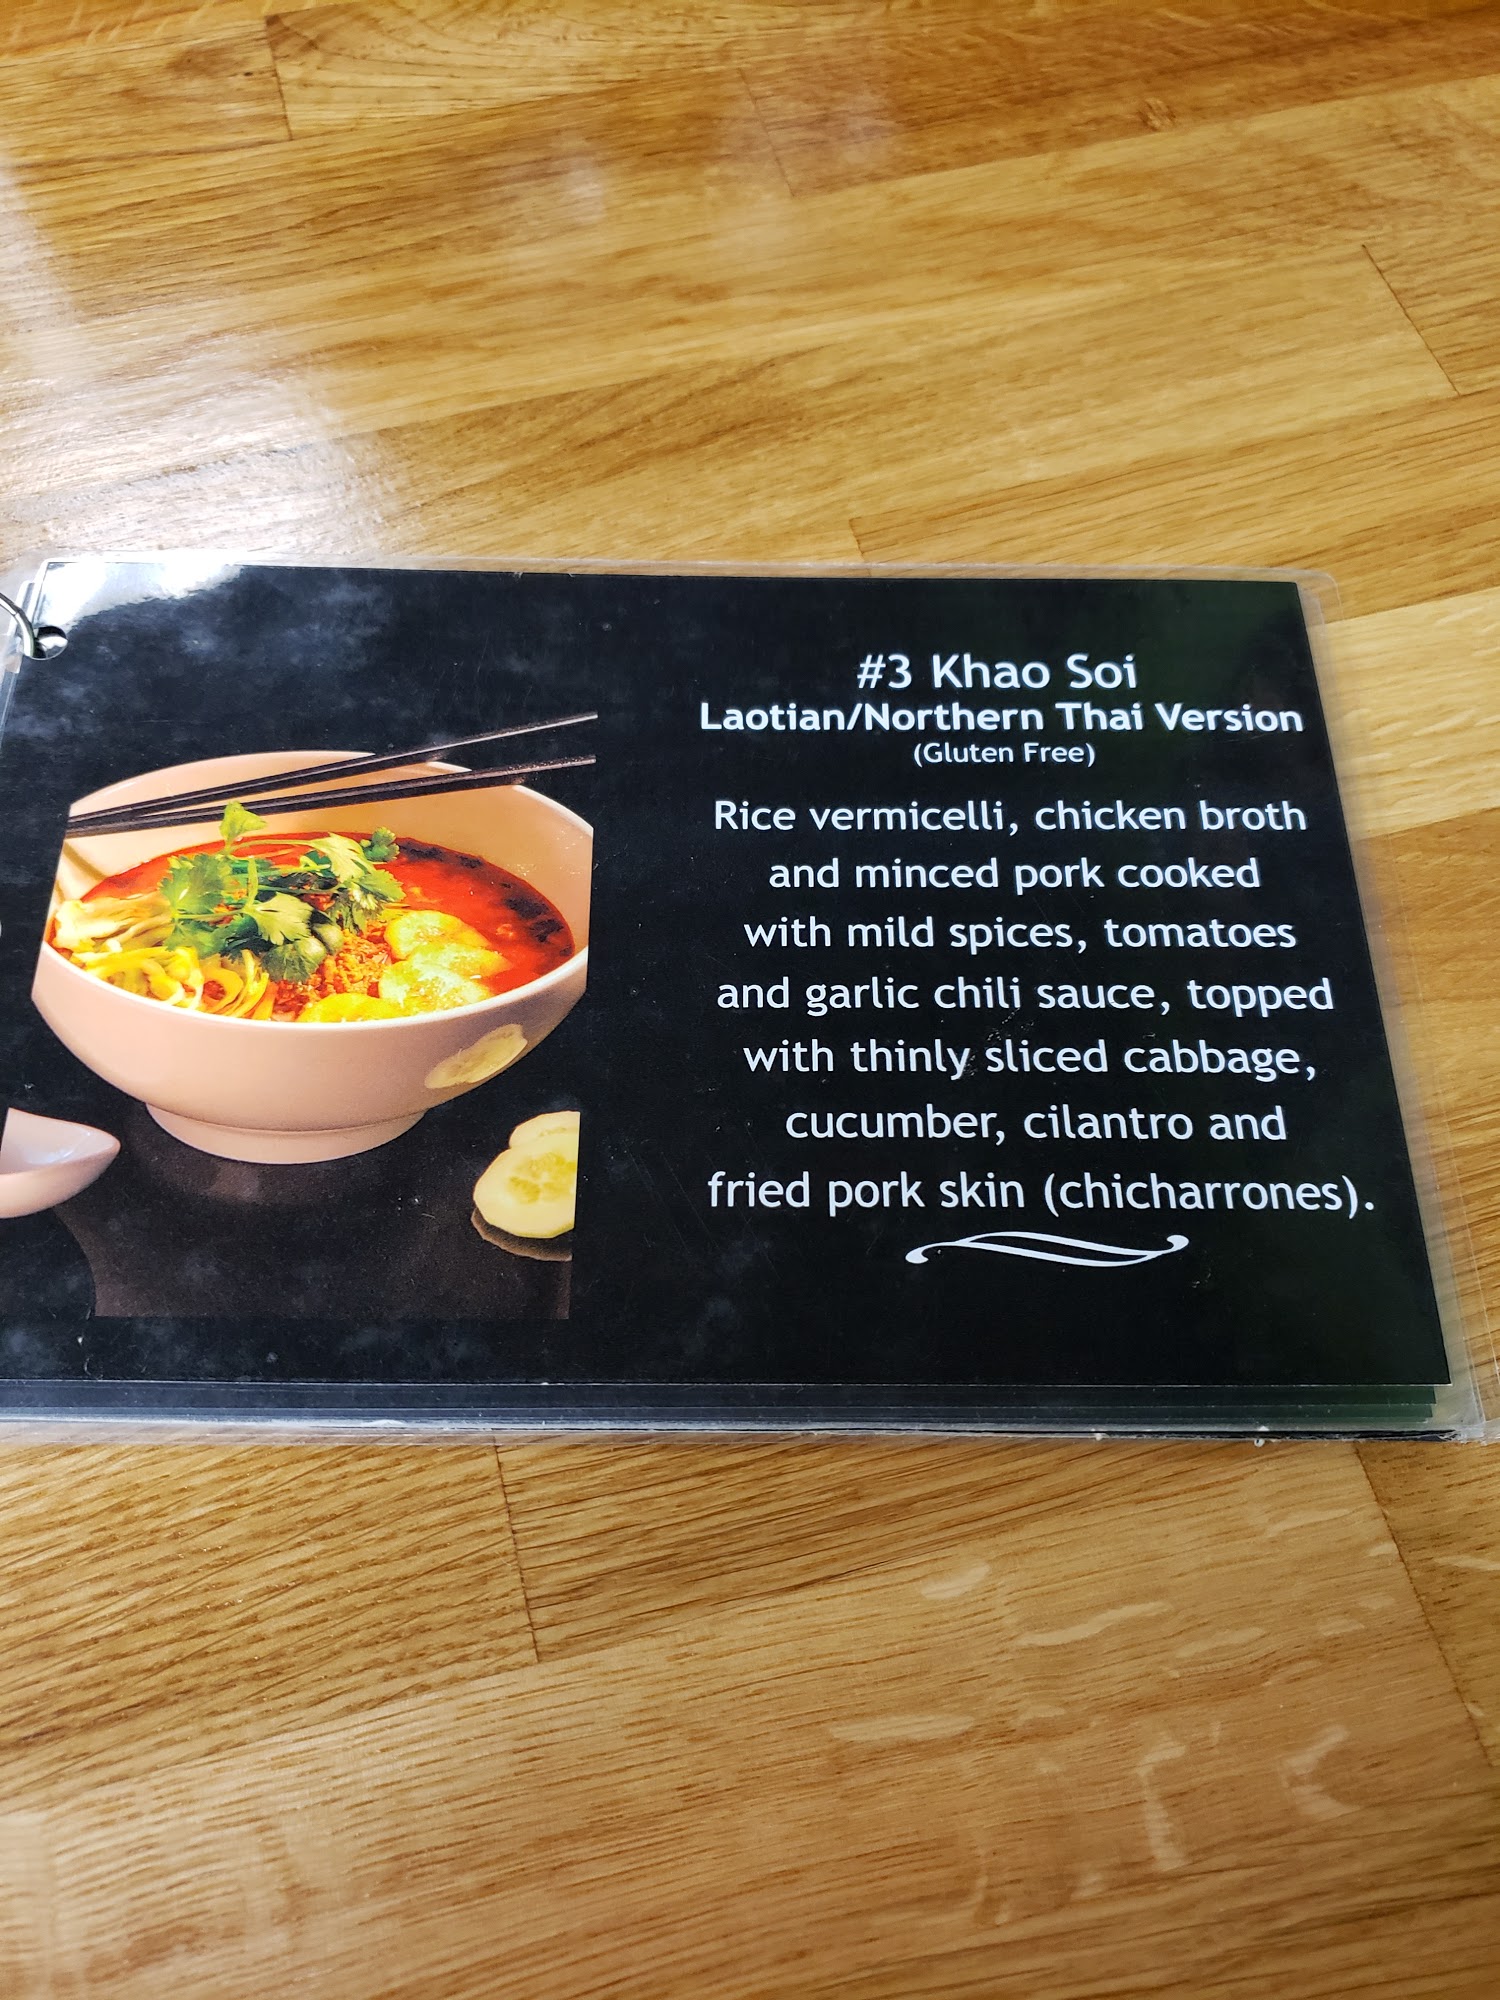 #3 Khao Soi
Laotian/Northern Thai Version
(Gluten Free)
Rice vermicelli, chicken broth
and minced pork cooked
with mild spices, tomatoes
and garlic chili sauce, topped
with thinly sliced cabbage,
cucumber, cilantro and
fried pork skin (chicharrones).